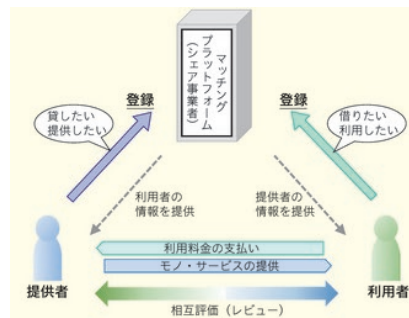 マッチング
プラットフォーム
(シェア事業者)
登録
登録
貸したい
提供したい
借りたい
利用したい
利用者の
情報を提供
提供者の
情報を提供
利用料金の支払い
モノ・サービスの提供
提供者
利用者
相互評価（レビュー）